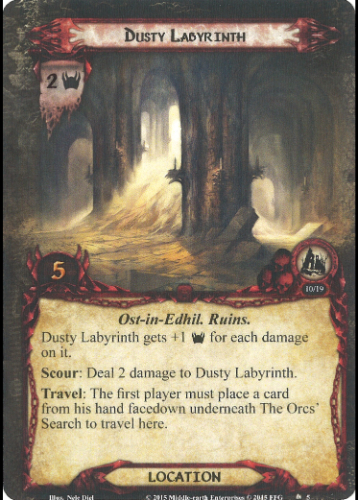 Dusty Labyrinth
2
5
10/19
Ost-in-Edhil. Ruins.
Dusty Labyrinth gets +1 for each damage
on it.
Scour: Deal 2 damage to Dusty Labyrinth.
Travel: The first player must place a card
from his hand facedown underneath The Orcs'
Search to travel here.
LOCATION
Illus. Nele Diel © 2015 Middle-earth Enterprises © 2015 FFG 5